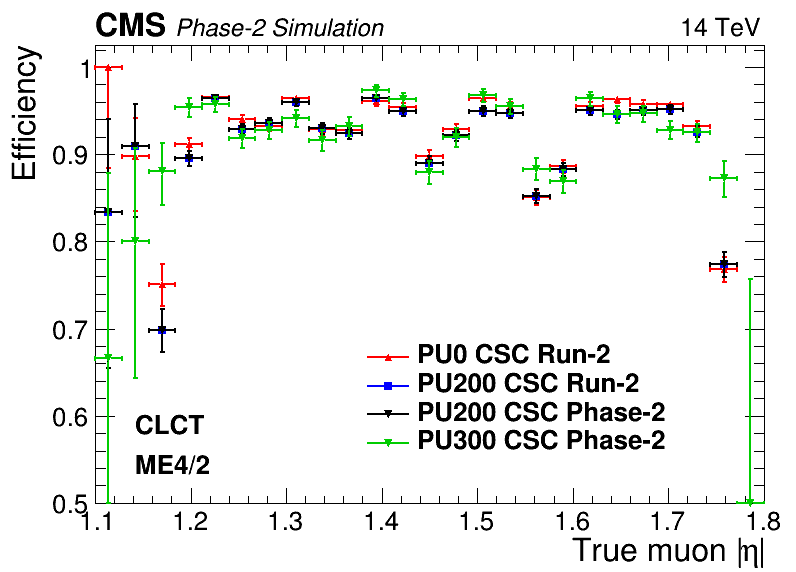 CMS Phase-2 Simulation 14 TeV
Efficiency
1
0.9
0.8
0.7
0.6
0.5
PU0 CSC Run-2
PU200 CSC Run-2
PU200 CSC Phase-2
PU300 CSC Phase-2
CLCT
ME4/2
1.1 1.2 1.3 1.4 1.5 1.6 1.7 1.8
True muon |η|